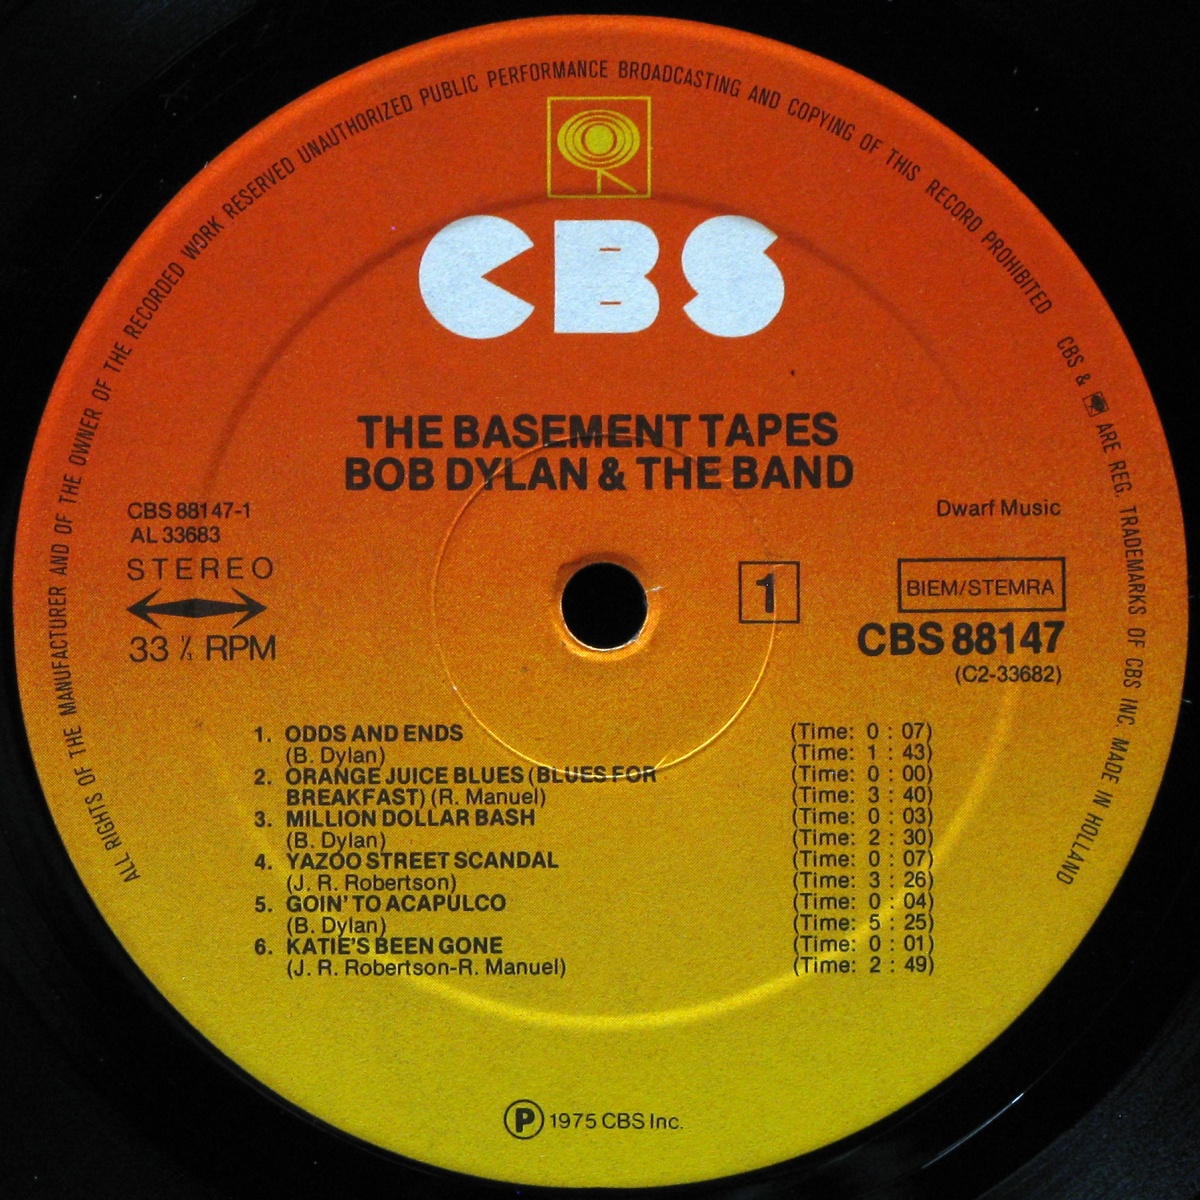 ALL RIGHTS OF THE MANUFACTURER AND OF THE OWNER OF THE RECORDED WORK RESERVED UNAUTHORIZED PUBLIC PERFORMANCE BROADCASTING AND COPYING OF THIS RECORD PROHIBITED CBS & ARE REG. TRADEMARKS OF CBS INC. MADE IN HOLLAND
CBS
THE BASEMENT TAPES
BOB DYLAN & THE BAND
CBS 88147-1
AL 33683
STEREO
33 ⅓ RPM
1
Dwarf Music
BIEM/STEMRA
CBS 88147
(C2-33682)
1. ODDS AND ENDS (Time: 0 : 07)
(B. Dylan) (Time: 1 : 43)
2. ORANGE JUICE BLUES (BLUES FOR (Time: 0 : 00)
BREAKFAST) (R. Manuel) (Time: 3 : 40)
3. MILLION DOLLAR BASH (Time: 0 : 03)
(B. Dylan) (Time: 2 : 30)
4. YAZOO STREET SCANDAL (Time: 0 : 07)
(J. R. Robertson) (Time: 3 : 26)
5. GOIN' TO ACAPULCO (Time: 0 : 04)
(B. Dylan) (Time: 5 : 25)
6. KATIE'S BEEN GONE (Time: 0 : 01)
(J. R. Robertson-R. Manuel) (Time: 2 : 49)
℗ 1975 CBS Inc.